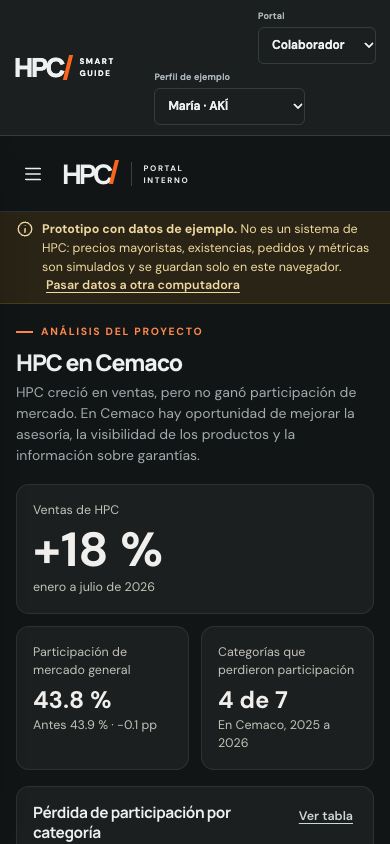 Portal
HPC/ SMART GUIDE
Colaborador
Perfil de ejemplo
María · AKÍ
HPC/ PORTAL INTERNO
Prototipo con datos de ejemplo. No es un sistema de
HPC: precios mayoristas, existencias, pedidos y métricas
son simulados y se guardan solo en este navegador.
Pasar datos a otra computadora
ANÁLISIS DEL PROYECTO
HPC en Cemaco
HPC creció en ventas, pero no ganó participación de
mercado. En Cemaco hay oportunidad de mejorar la
asesoría, la visibilidad de los productos y la
información sobre garantías.
Ventas de HPC
+18 %
enero a julio de 2026
Participación de
mercado general
43.8 %
Antes 43.9 % · -0.1 pp
Categorías que
perdieron participación
4 de 7
En Cemaco, 2025 a
2026
Pérdida de participación por
categoría
Ver tabla